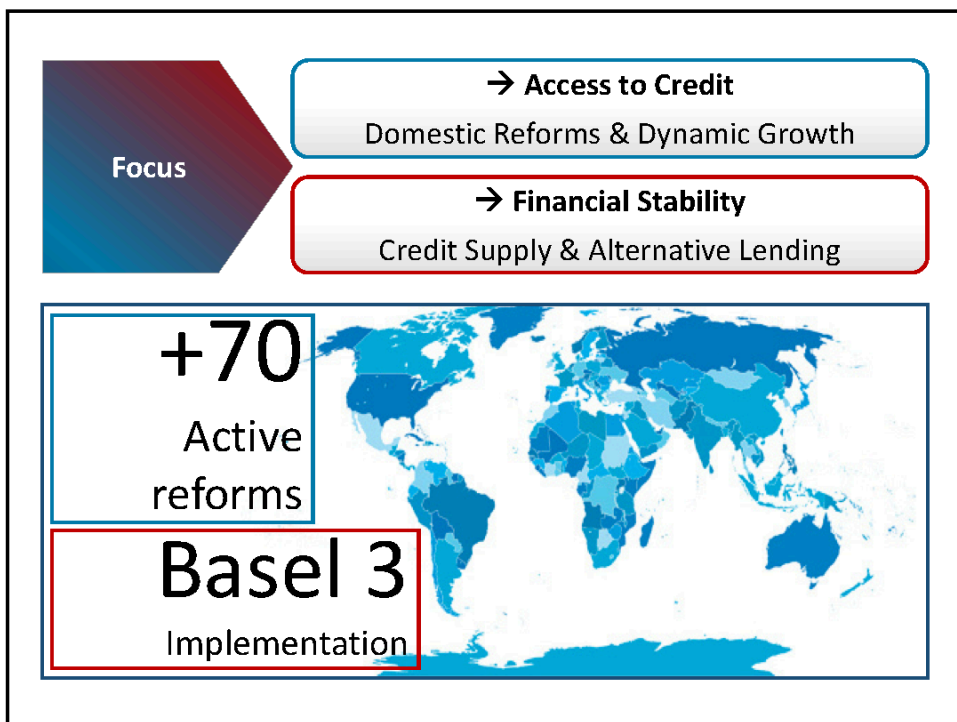 Focus
→ Access to Credit
Domestic Reforms & Dynamic Growth
→ Financial Stability
Credit Supply & Alternative Lending
+70
Active
reforms
Basel 3
Implementation